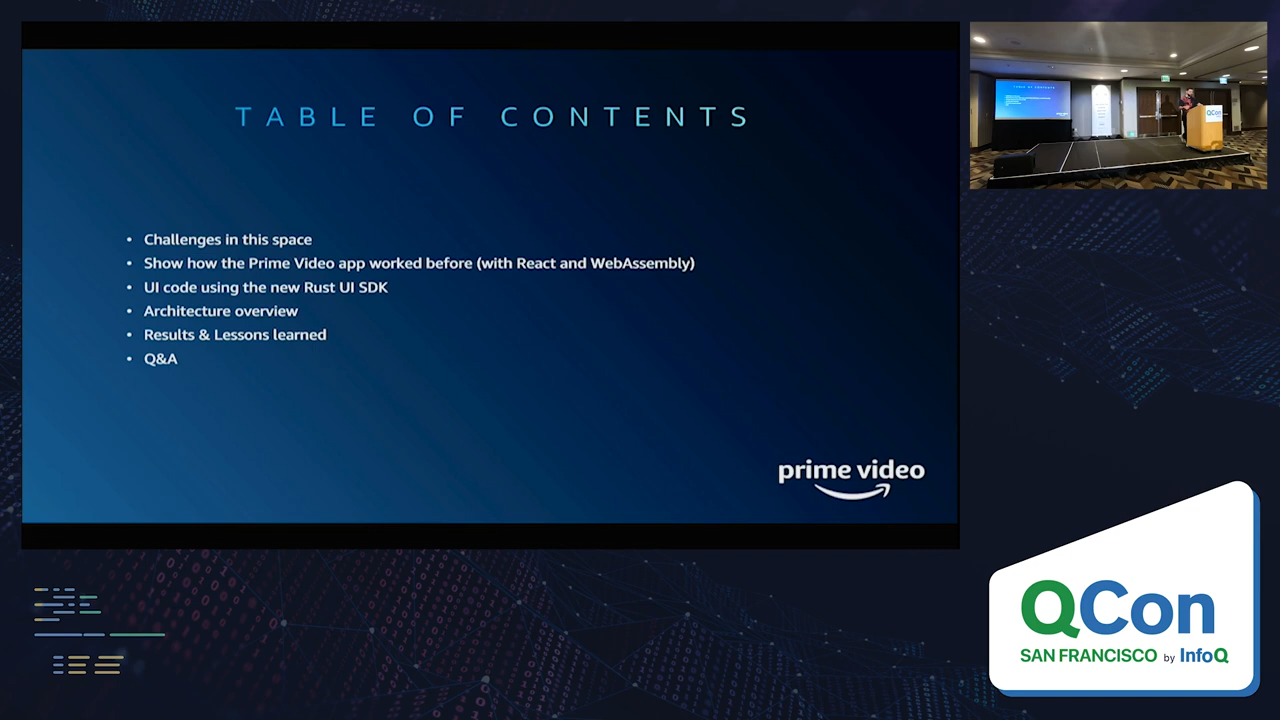 TABLE OF CONTENTS
• Challenges in this space
• Show how the Prime Video app worked before (with React and WebAssembly)
• UI code using the new Rust UI SDK
• Architecture overview
• Results & Lessons learned
• Q&A
prime video
QCon
QCon
SAN FRANCISCO by InfoQ